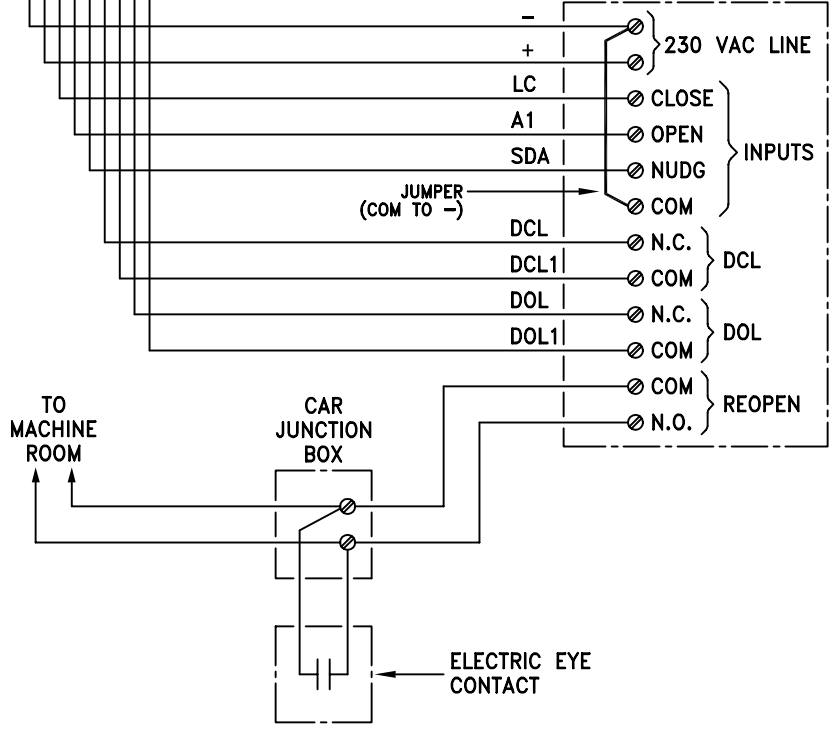 -
+
230 VAC LINE
LC
CLOSE
A1
OPEN
INPUTS
SDA
NUDG
JUMPER
(COM TO -)
COM
DCL
N.C.
DCL
DCL1
COM
DOL
N.C.
DOL
DOL1
COM
COM
REOPEN
N.O.
TO
MACHINE
ROOM
CAR
JUNCTION
BOX
ELECTRIC EYE
CONTACT